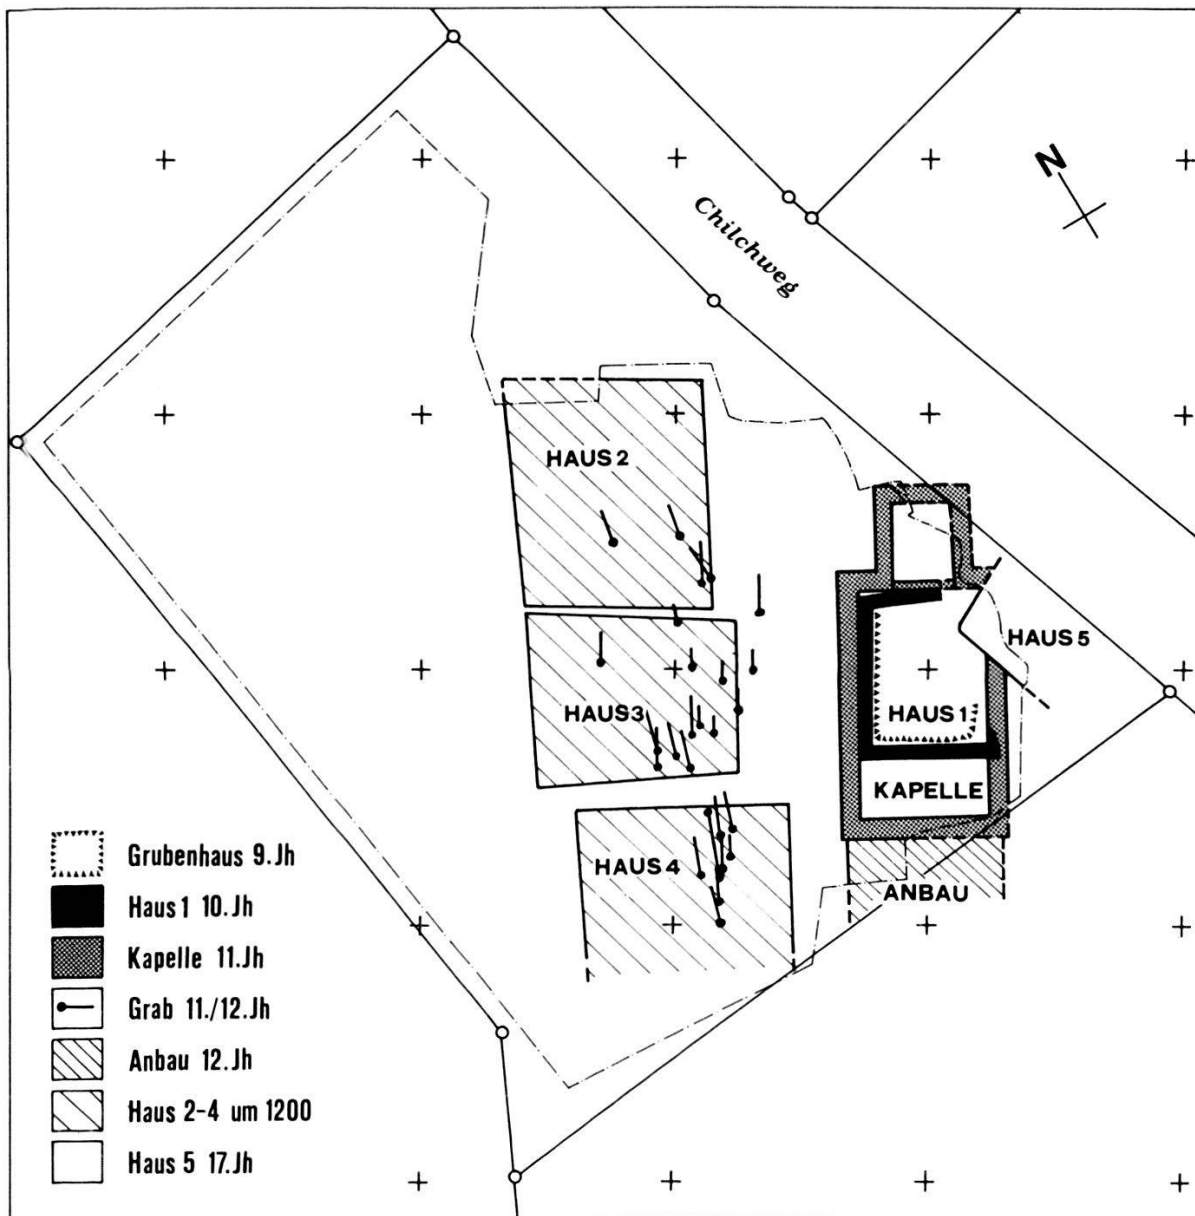 N
Chilchweg
HAUS 2
HAUS 5
HAUS 3
HAUS 1
KAPELLE
HAUS 4
ANBAU
Grubenhaus 9. Jh
Haus 1 10. Jh
Kapelle 11. Jh
Grab 11./12. Jh
Anbau 12. Jh
Haus 2-4 um 1200
Haus 5 17. Jh